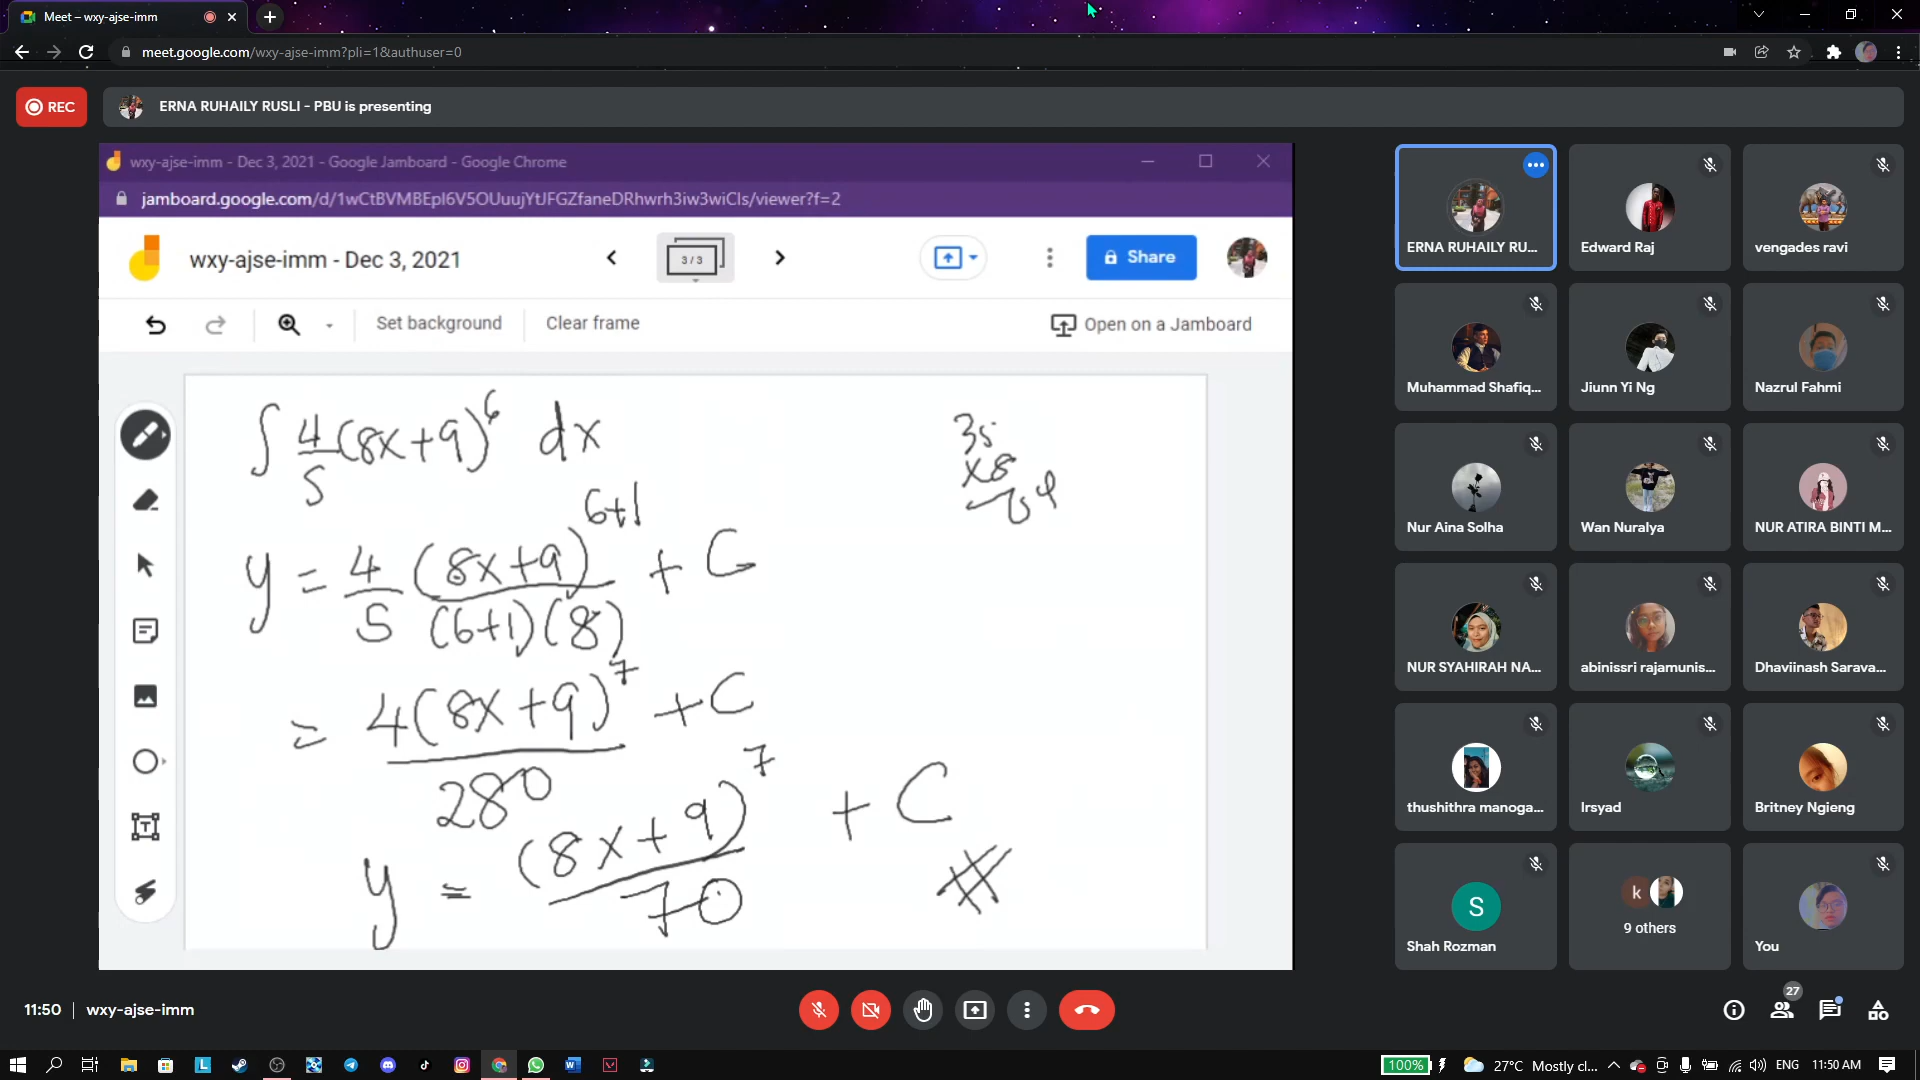 Meet – wxy-ajse-imm
meet.google.com/wxy-ajse-imm?pli=1&authuser=0
REC
ERNA RUHAILY RUSLI - PBU is presenting
wxy-ajse-imm - Dec 3, 2021 - Google Jamboard - Google Chrome
jamboard.google.com/d/1wCtBVMBEpl6V5OUuujYtJFGZfaneDRhwrh3iw3wiCIs/viewer?f=2
wxy-ajse-imm - Dec 3, 2021
3 / 3
Share
Set background
Clear frame
Open on a Jamboard
∫ 4/5 (8x+9)^6 dx
35
x8
y = 4/5 (8x+9)^(6+1) / (6+1)(8) + C
= 4(8x+9)^7 / 280 + C
y = (8x+9)^7 / 70 + C
ERNA RUHAILY RU...
Edward Raj
vengades ravi
Muhammad Shafiq...
Jiunn Yi Ng
Nazrul Fahmi
Nur Aina Solha
Wan Nuralya
NUR ATIRA BINTI M...
NUR SYAHIRAH NA...
abinissri rajamunis...
Dhaviinash Sarava...
thushithra manoga...
Irsyad
Britney Ngieng
S
Shah Rozman
k
9 others
You
11:50 | wxy-ajse-imm
27
100%
27°C Mostly cl...
ENG
11:50 AM